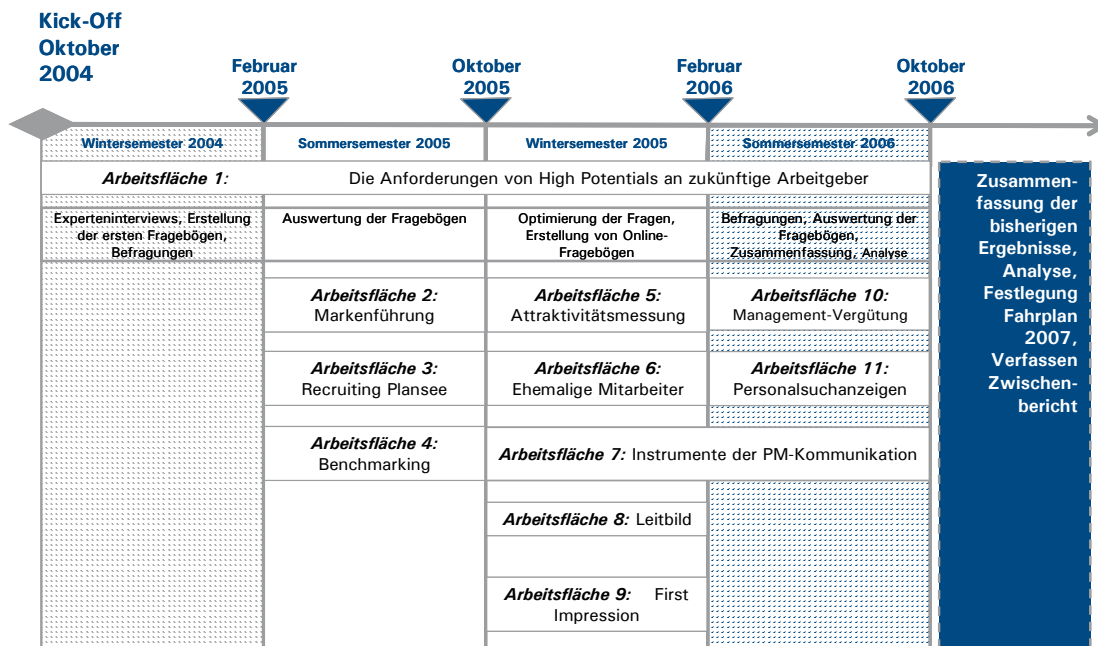 Kick-Off
Oktober
2004
Februar
2005
Oktober
2005
Februar
2006
Oktober
2006
Wintersemester 2004
Sommersemester 2005
Wintersemester 2005
Sommersemester 2006
Arbeitsfläche 1: Die Anforderungen von High Potentials an zukünftige Arbeitgeber
Experteninterviews, Erstellung
der ersten Fragebögen,
Befragungen
Auswertung der Fragebögen
Optimierung der Fragen,
Erstellung von Online-
Fragebögen
Befragungen, Auswertung der
Fragebögen,
Zusammenfassung, Analyse
Arbeitsfläche 2:
Markenführung
Arbeitsfläche 5:
Attraktivitätsmessung
Arbeitsfläche 10:
Management-Vergütung
Arbeitsfläche 3:
Recruiting Plansee
Arbeitsfläche 6:
Ehemalige Mitarbeiter
Arbeitsfläche 11:
Personalsuchanzeigen
Arbeitsfläche 4:
Benchmarking
Arbeitsfläche 7: Instrumente der PM-Kommunikation
Arbeitsfläche 8: Leitbild
Arbeitsfläche 9: First
Impression
Zusammen-
fassung der
bisherigen
Ergebnisse,
Analyse,
Festlegung
Fahrplan
2007,
Verfassen
Zwischen-
bericht